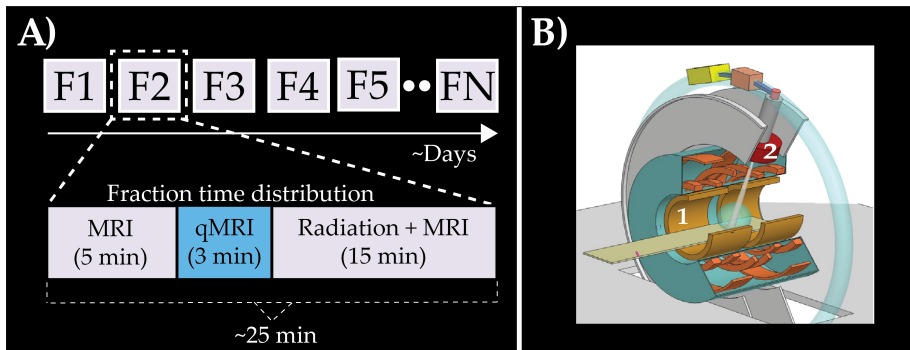 A)
F1 F2 F3 F4 F5 •• FN
~Days
Fraction time distribution
MRI
(5 min)
qMRI
(3 min)
Radiation + MRI
(15 min)
~25 min
B)
2
1